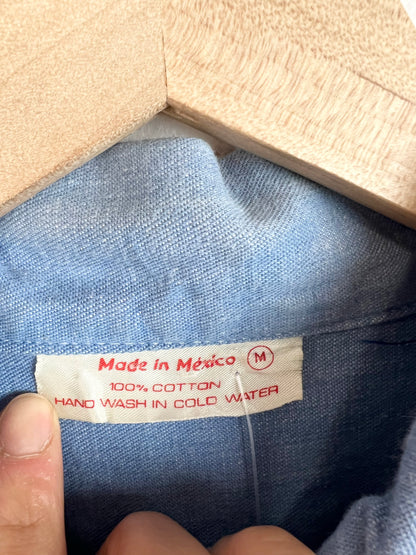 Made in México M
100% COTTON
HAND WASH IN COLD WATER